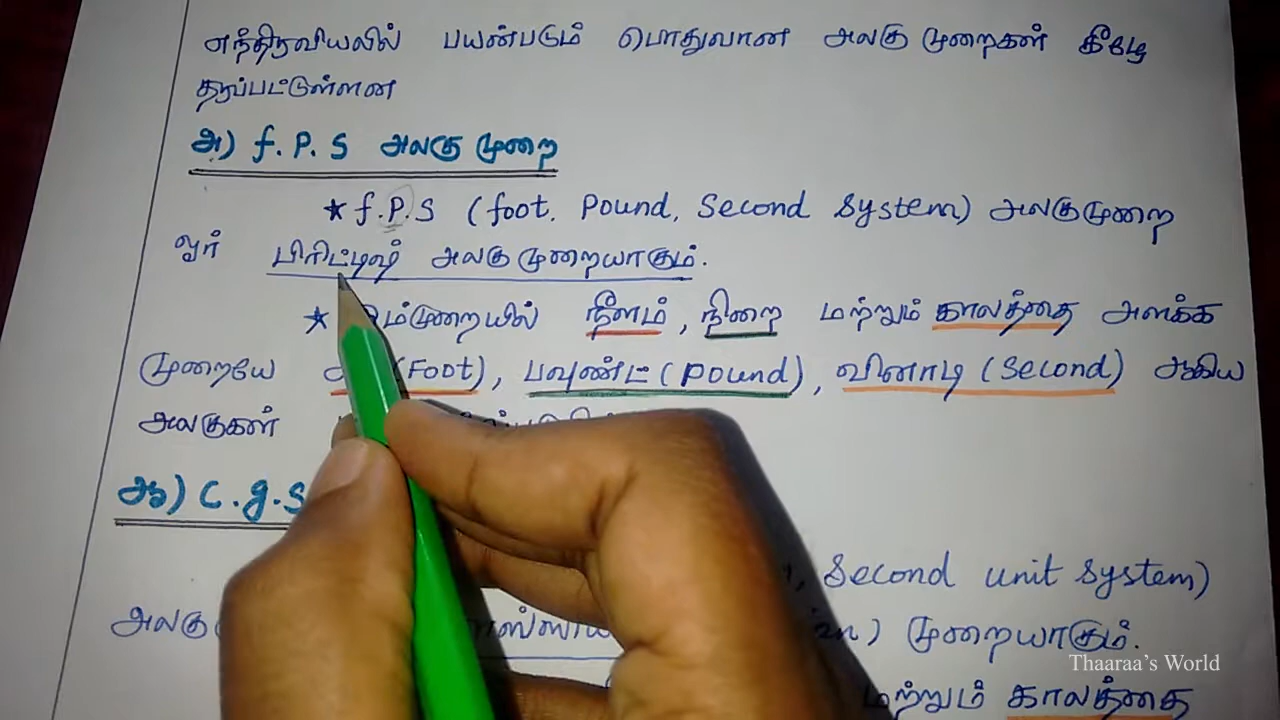 எந்திரவியலில் பயன்படும் பொதுவான அலகு முறைகள் கீழே
தரப்பட்டுள்ளன
அ) f.P.S அலகு முறை
★ f.P.S (foot, Pound, Second System) அலகுமுறை
ஓர் பிரிட்டிஷ் அலகு முறையாகும்.
★ இம்முறையில் நீளம், நிறை மற்றும் காலத்தை அளக்க
முறையே (Foot), பவுண்ட் (pound), வினாடி (Second) ஆகிய
அலகுகள்
ஆ) C.g.S
Second unit System)
அலகு முறையாகும்.
மற்றும் காலத்தை
Thaaraa's World